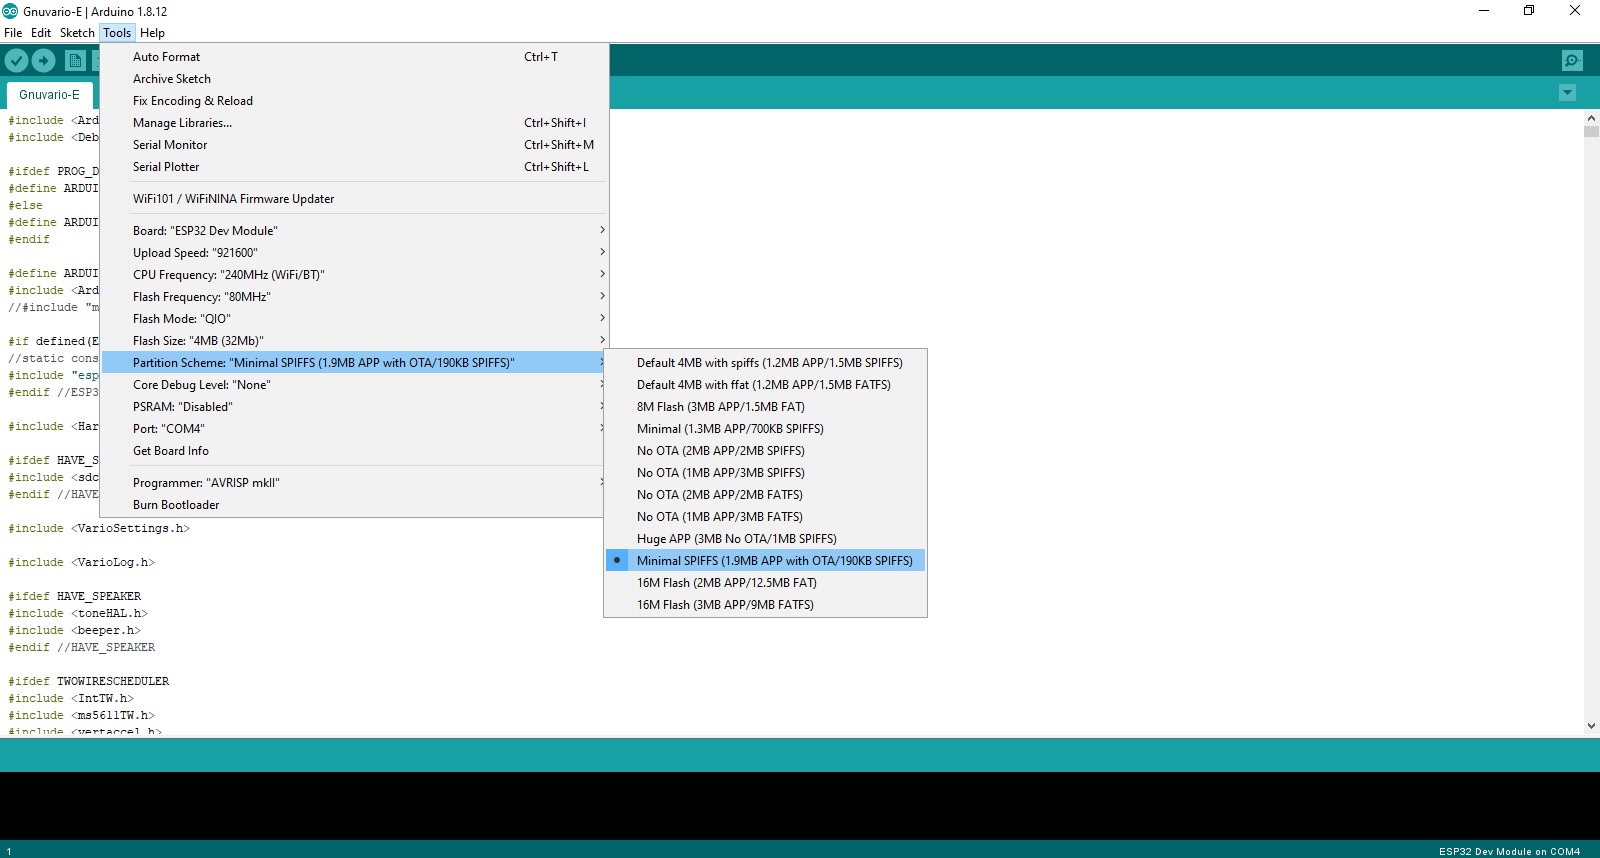 Gnuvario-E | Arduino 1.8.12
File Edit Sketch Tools Help
Gnuvario-E
Auto Format Ctrl+T
Archive Sketch
Fix Encoding & Reload
Manage Libraries... Ctrl+Shift+I
Serial Monitor Ctrl+Shift+M
Serial Plotter Ctrl+Shift+L
WiFi101 / WiFiNINA Firmware Updater
Board: "ESP32 Dev Module"
Upload Speed: "921600"
CPU Frequency: "240MHz (WiFi/BT)"
Flash Frequency: "80MHz"
Flash Mode: "QIO"
Flash Size: "4MB (32Mb)"
Partition Scheme: "Minimal SPIFFS (1.9MB APP with OTA/190KB SPIFFS)"
Core Debug Level: "None"
PSRAM: "Disabled"
Port: "COM4"
Get Board Info
Programmer: "AVRISP mkII"
Burn Bootloader
Default 4MB with spiffs (1.2MB APP/1.5MB SPIFFS)
Default 4MB with ffat (1.2MB APP/1.5MB FATFS)
8M Flash (3MB APP/1.5MB FAT)
Minimal (1.3MB APP/700KB SPIFFS)
No OTA (2MB APP/2MB SPIFFS)
No OTA (1MB APP/3MB SPIFFS)
No OTA (2MB APP/2MB FATFS)
No OTA (1MB APP/3MB FATFS)
Huge APP (3MB No OTA/1MB SPIFFS)
Minimal SPIFFS (1.9MB APP with OTA/190KB SPIFFS)
16M Flash (2MB APP/12.5MB FAT)
16M Flash (3MB APP/9MB FATFS)
#include <Ard
#include <Deb
#ifdef PROG_D
#define ARDUI
#else
#define ARDUI
#endif
#define ARDUI
#include <Ard
//#include "m
#if defined(E
//static cons
#include "esp
#endif //ESP3
#include <Har
#ifdef HAVE_S
#include <sdc
#endif //HAVE
#include <VarioSettings.h>
#include <VarioLog.h>
#ifdef HAVE_SPEAKER
#include <toneHAL.h>
#include <beeper.h>
#endif //HAVE_SPEAKER
#ifdef TWOWIRESCHEDULER
#include <IntTW.h>
#include <ms5611TW.h>
#include <vertaccel.h>
1
ESP32 Dev Module on COM4